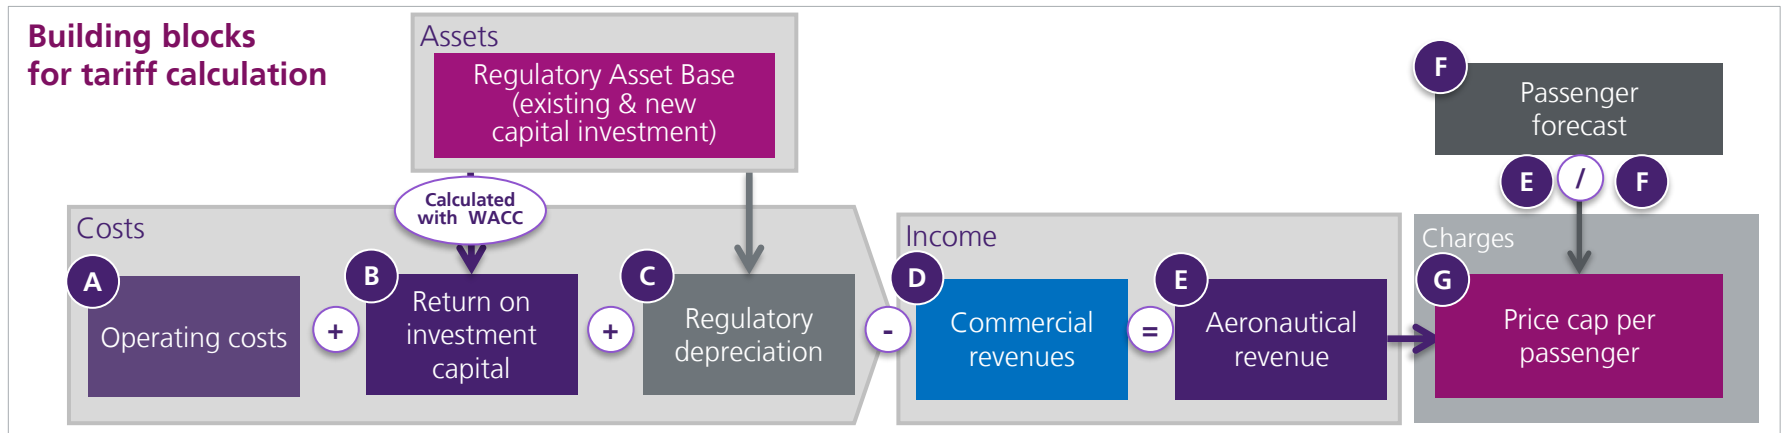 Building blocks
for tariff calculation
Assets
Regulatory Asset Base
(existing & new
capital investment)
Calculated
with WACC
Costs
A
Operating costs
+
B
Return on
investment
capital
+
C
Regulatory
depreciation
-
Income
D
Commercial
revenues
=
E
Aeronautical
revenue
F
Passenger
forecast
E / F
Charges
G
Price cap per
passenger